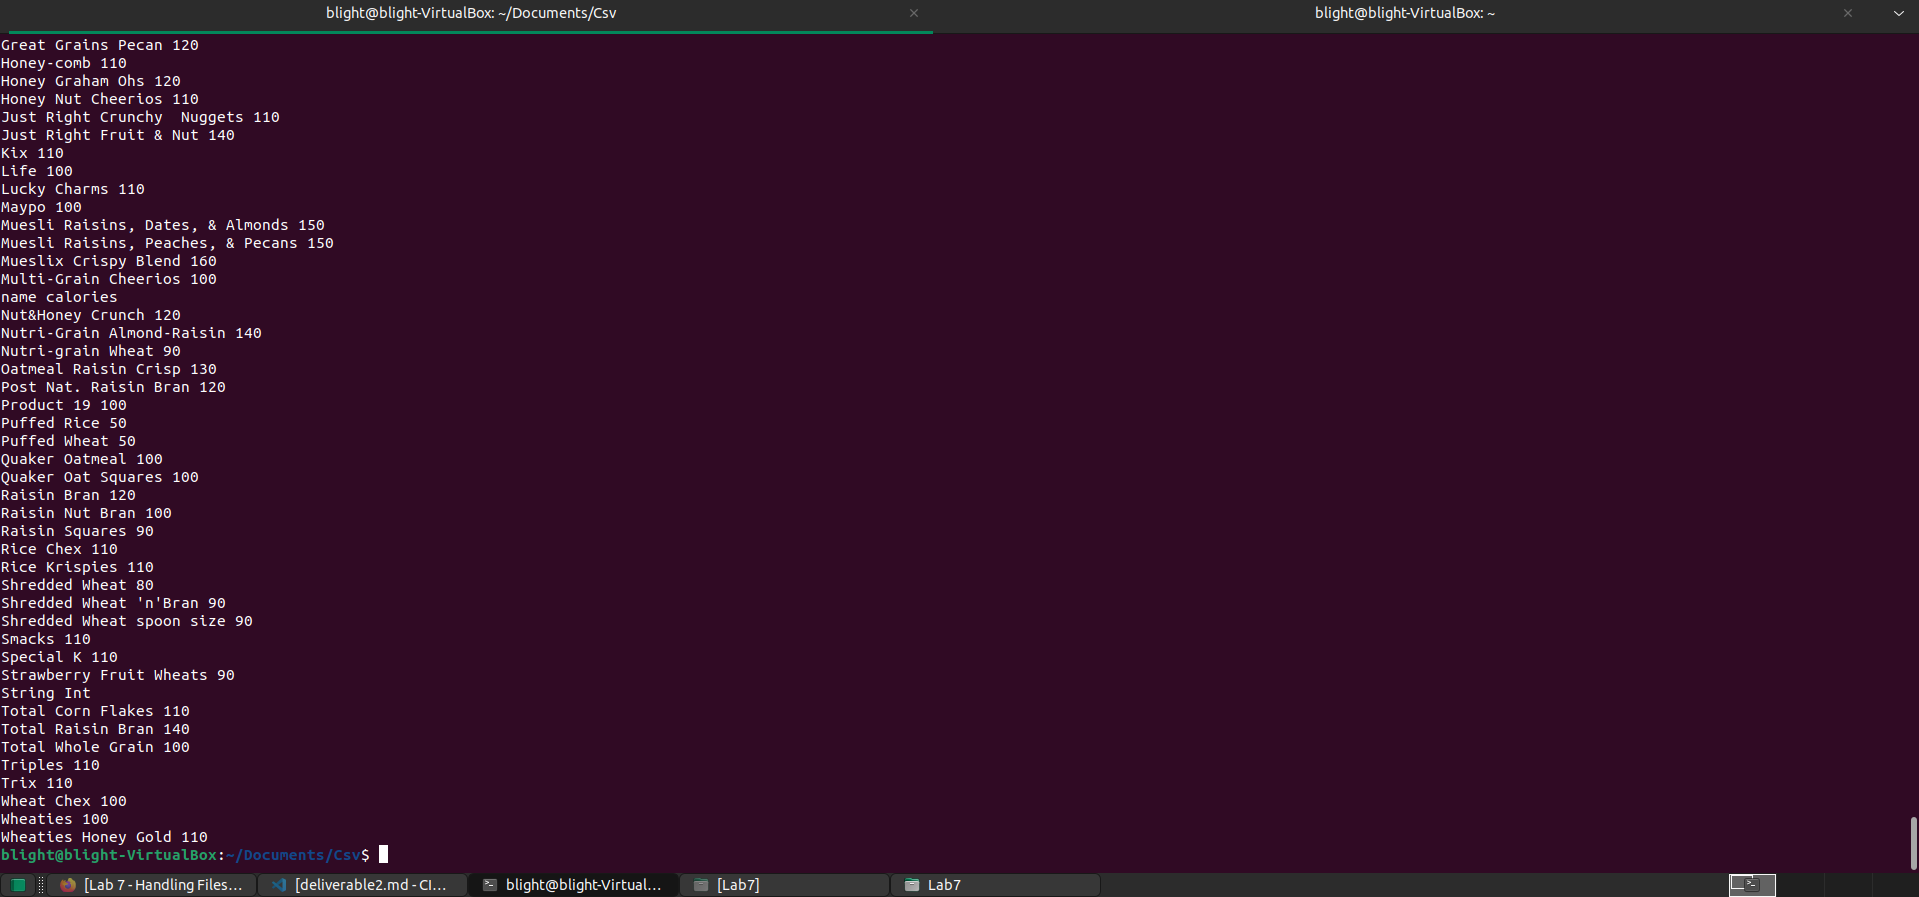 blight@blight-VirtualBox: ~/Documents/Csv
blight@blight-VirtualBox: ~
Great Grains Pecan 120
Honey-comb 110
Honey Graham Ohs 120
Honey Nut Cheerios 110
Just Right Crunchy  Nuggets 110
Just Right Fruit & Nut 140
Kix 110
Life 100
Lucky Charms 110
Maypo 100
Muesli Raisins, Dates, & Almonds 150
Muesli Raisins, Peaches, & Pecans 150
Mueslix Crispy Blend 160
Multi-Grain Cheerios 100
name calories
Nut&Honey Crunch 120
Nutri-Grain Almond-Raisin 140
Nutri-grain Wheat 90
Oatmeal Raisin Crisp 130
Post Nat. Raisin Bran 120
Product 19 100
Puffed Rice 50
Puffed Wheat 50
Quaker Oatmeal 100
Quaker Oat Squares 100
Raisin Bran 120
Raisin Nut Bran 100
Raisin Squares 90
Rice Chex 110
Rice Krispies 110
Shredded Wheat 80
Shredded Wheat 'n'Bran 90
Shredded Wheat spoon size 90
Smacks 110
Special K 110
Strawberry Fruit Wheats 90
String Int
Total Corn Flakes 110
Total Raisin Bran 140
Total Whole Grain 100
Triples 110
Trix 110
Wheat Chex 100
Wheaties 100
Wheaties Honey Gold 110
blight@blight-VirtualBox:~/Documents/Csv$
[Lab 7 - Handling Files...
[deliverable2.md - CI...
blight@blight-Virtual...
[Lab7]
Lab7